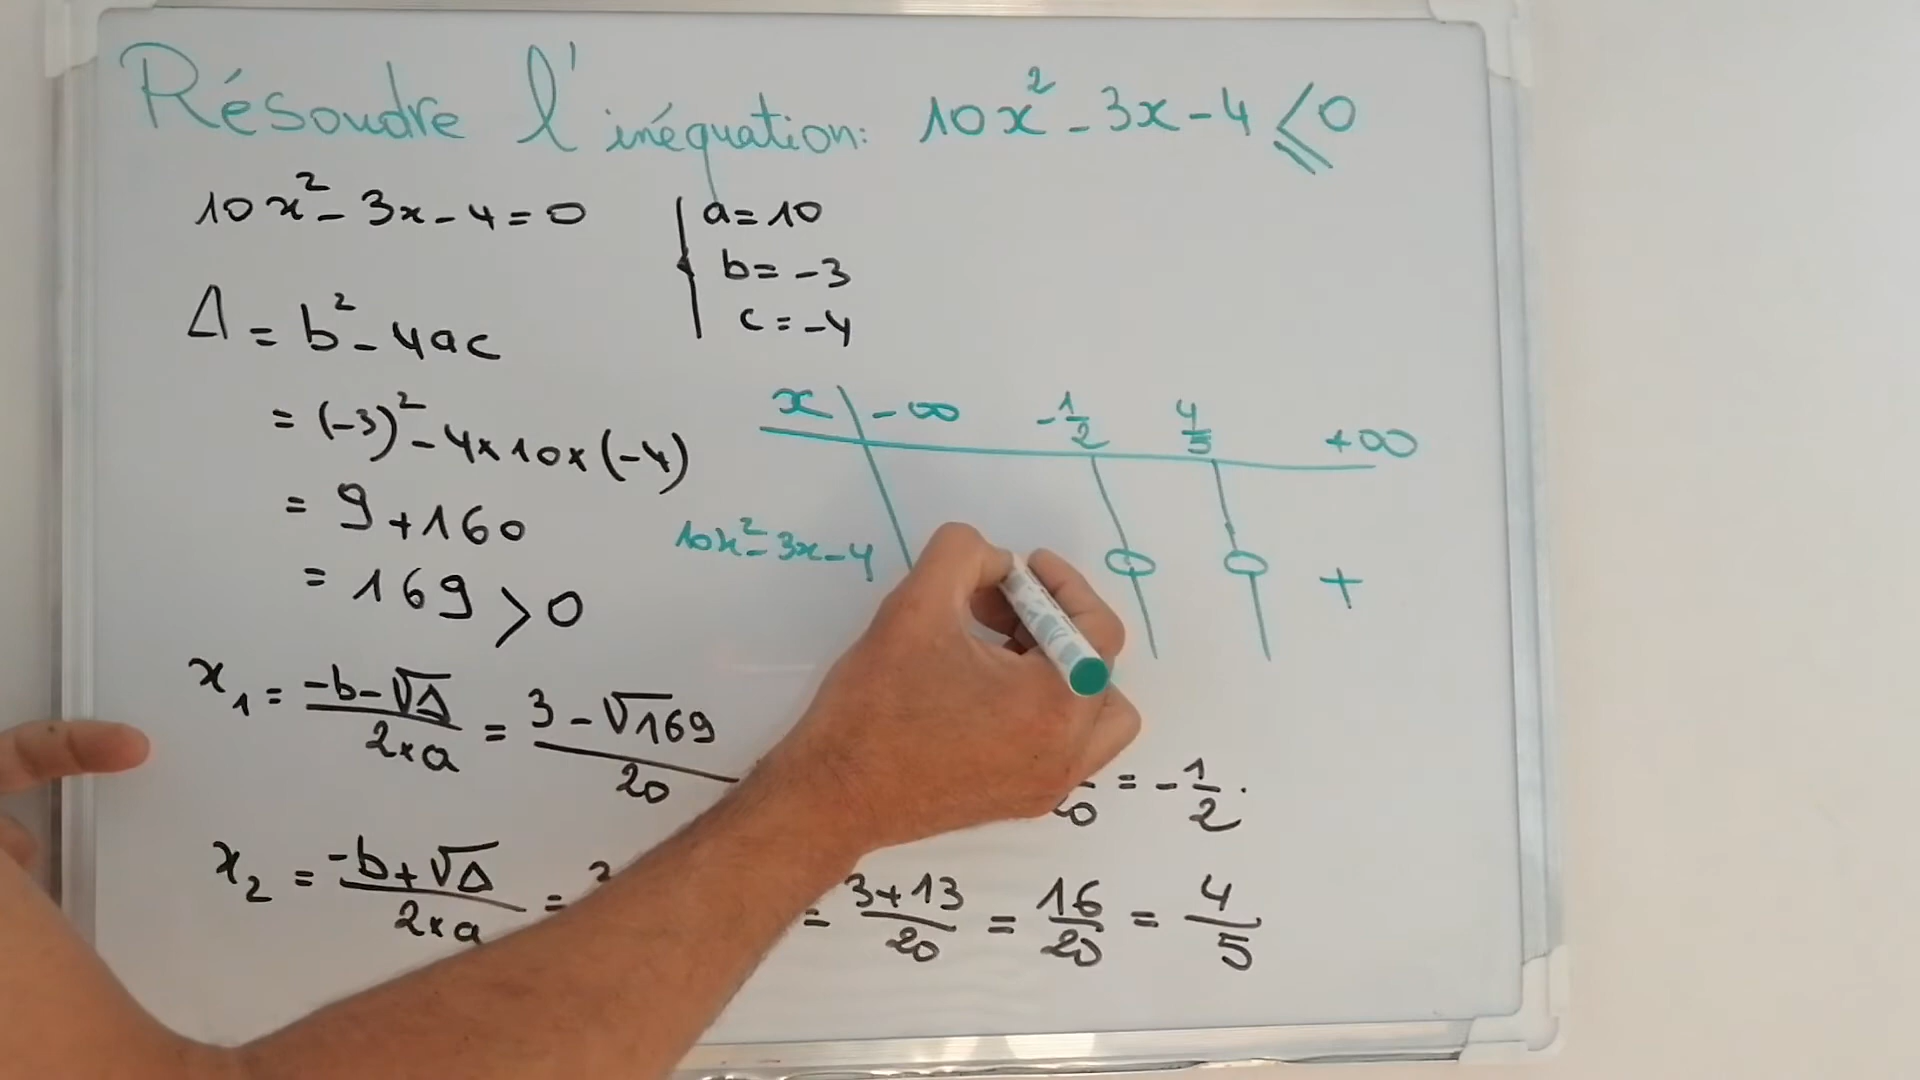 Résoudre l'inéquation: 10x² - 3x - 4 ≤ 0
10x² - 3x - 4 = 0
a = 10
b = -3
c = -4
Δ = b² - 4ac
= (-3)² - 4 × 10 × (-4)
= 9 + 160
= 169 > 0
x -∞ -1/2 4/5 +∞
10x² - 3x - 4 0 0 +
x₁ = (-b - √Δ)/(2 × a) = (3 - √169)/20 = -1/2.
x₂ = (-b + √Δ)/(2 × a) = = (3 + 13)/20 = 16/20 = 4/5